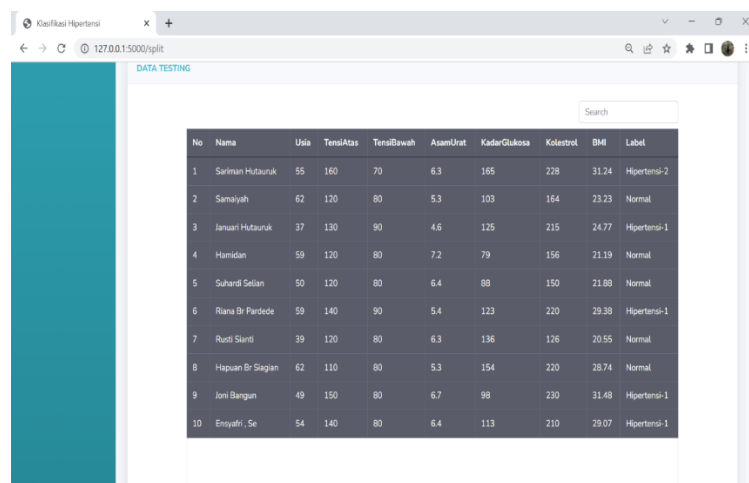 Klasifikasi Hipertensi
127.0.0.1:5000/split
DATA TESTING
Search
No Nama Usia TensiAtas TensiBawah AsamUrat KadarGlukosa Kolestrol BMI Label
1 Sariman Hutauruk 55 160 70 6.3 165 228 31.24 Hipertensi-2
2 Samaiyah 62 120 80 5.3 103 164 23.23 Normal
3 Januari Hutauruk 37 130 90 4.6 125 215 24.77 Hipertensi-1
4 Hamidan 59 120 80 7.2 79 156 21.19 Normal
5 Suhardi Selian 50 120 80 6.4 88 150 21.88 Normal
6 Riana Br Pardede 59 140 90 5.4 123 220 29.38 Hipertensi-1
7 Rusti Sianti 39 120 80 6.3 136 126 20.55 Normal
8 Hapuan Br Siagian 62 110 80 5.3 154 220 28.74 Normal
9 Joni Bangun 49 150 80 6.7 98 230 31.48 Hipertensi-1
10 Ensyafri , Se 54 140 80 6.4 113 210 29.07 Hipertensi-1